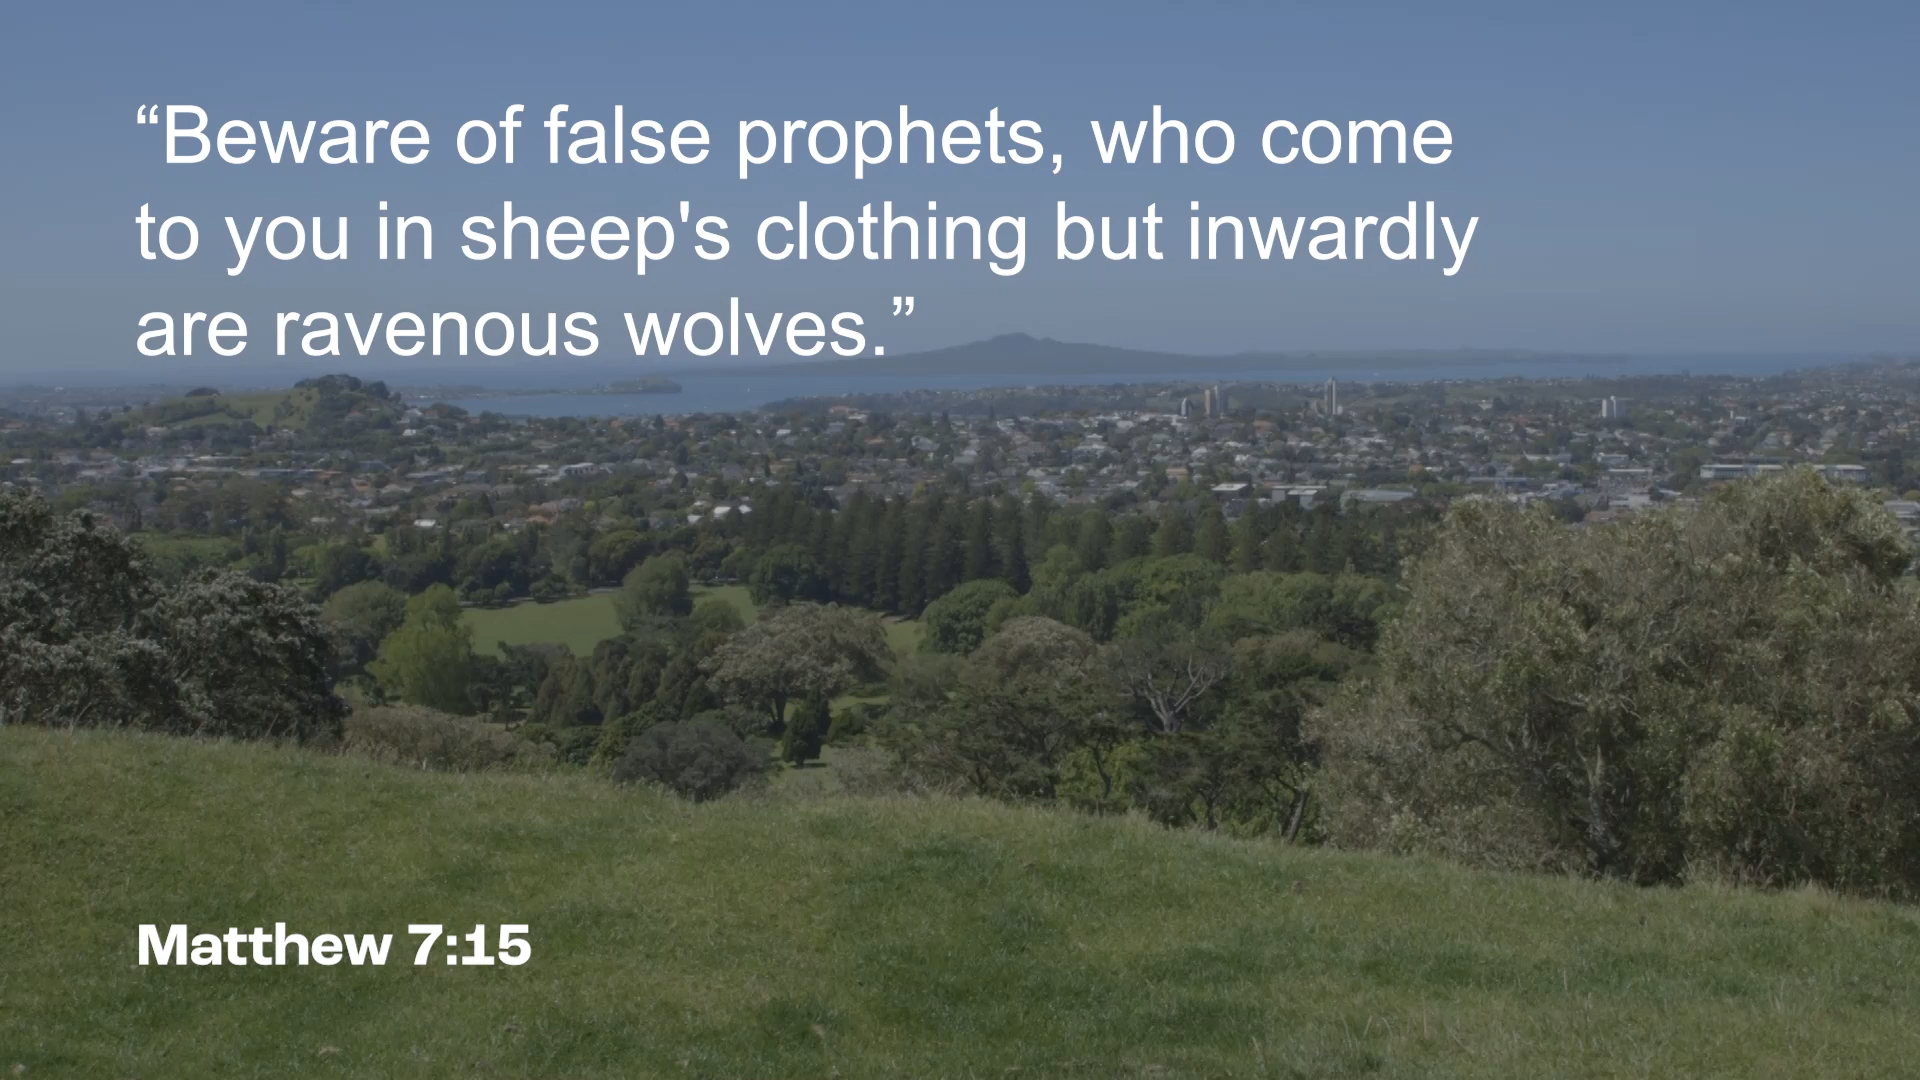 “Beware of false prophets, who come
to you in sheep's clothing but inwardly
are ravenous wolves.”
Matthew 7:15